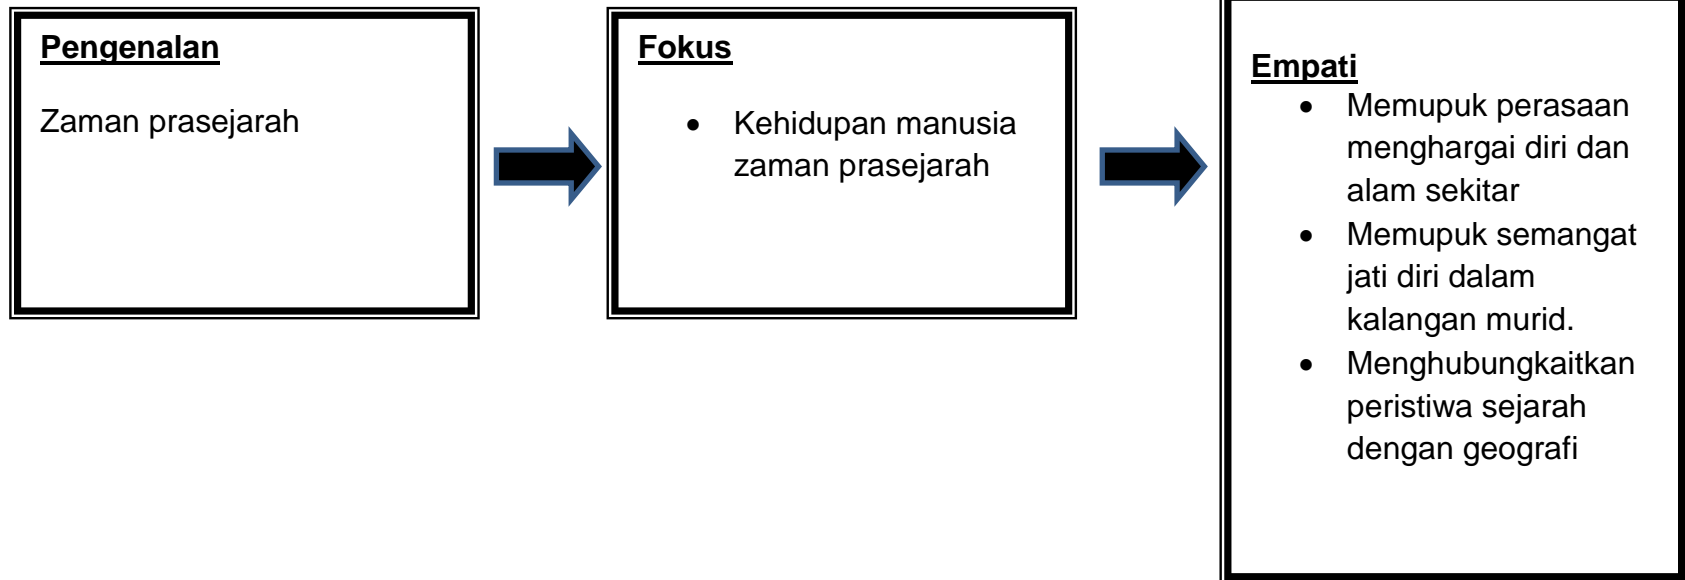 Pengenalan
Zaman prasejarah
Fokus
• Kehidupan manusia
zaman prasejarah
Empati
• Memupuk perasaan
menghargai diri dan
alam sekitar
• Memupuk semangat
jati diri dalam
kalangan murid.
• Menghubungkaitkan
peristiwa sejarah
dengan geografi